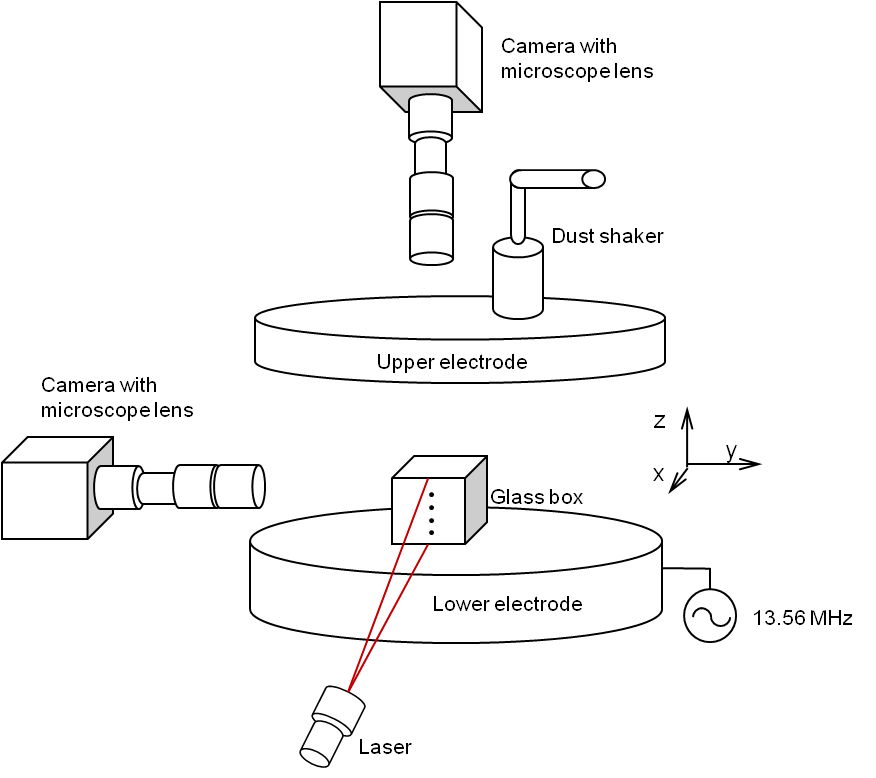 Camera with
microscope lens
Dust shaker
Upper electrode
Camera with
microscope lens
z
y
x
Glass box
Lower electrode
13.56 MHz
Laser